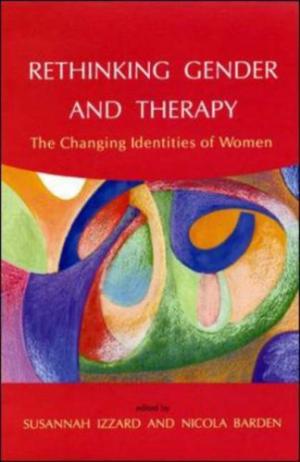 RETHINKING GENDER
AND THERAPY
The Changing Identities of Women
edited by
SUSANNAH IZZARD AND NICOLA BARDEN